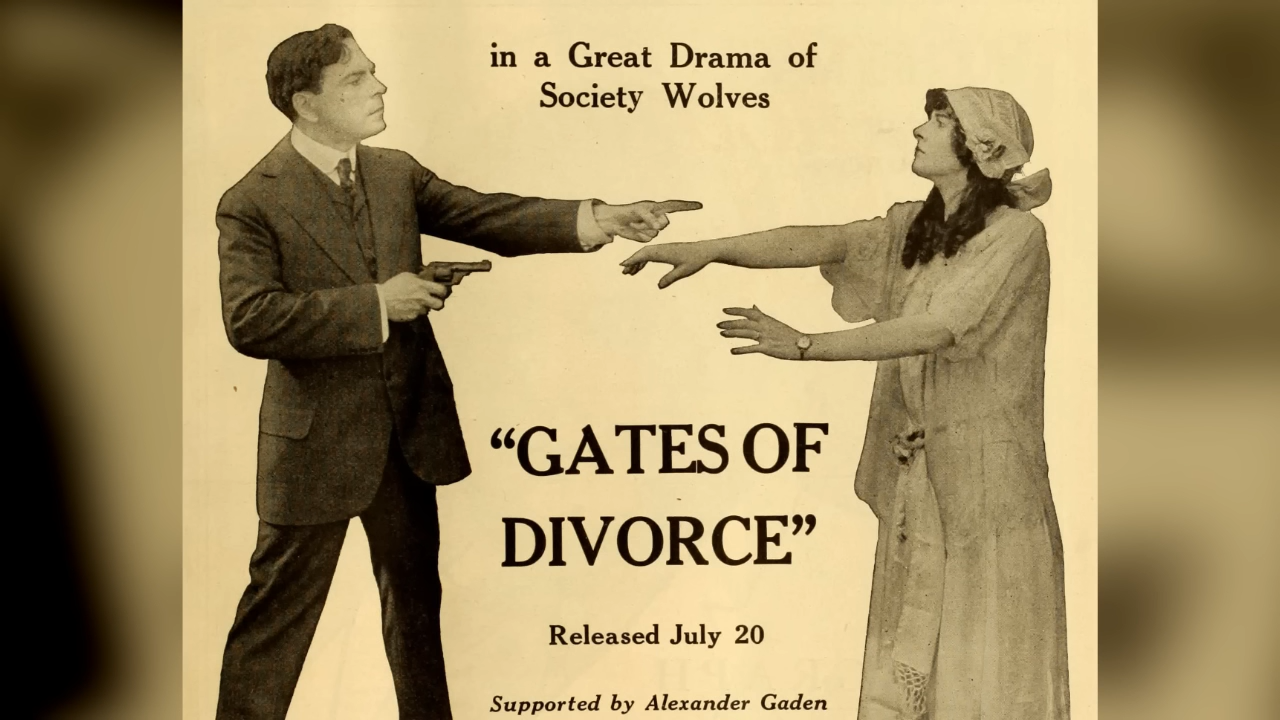 in a Great Drama of
Society Wolves
“GATES OF
DIVORCE”
Released July 20
Supported by Alexander Gaden